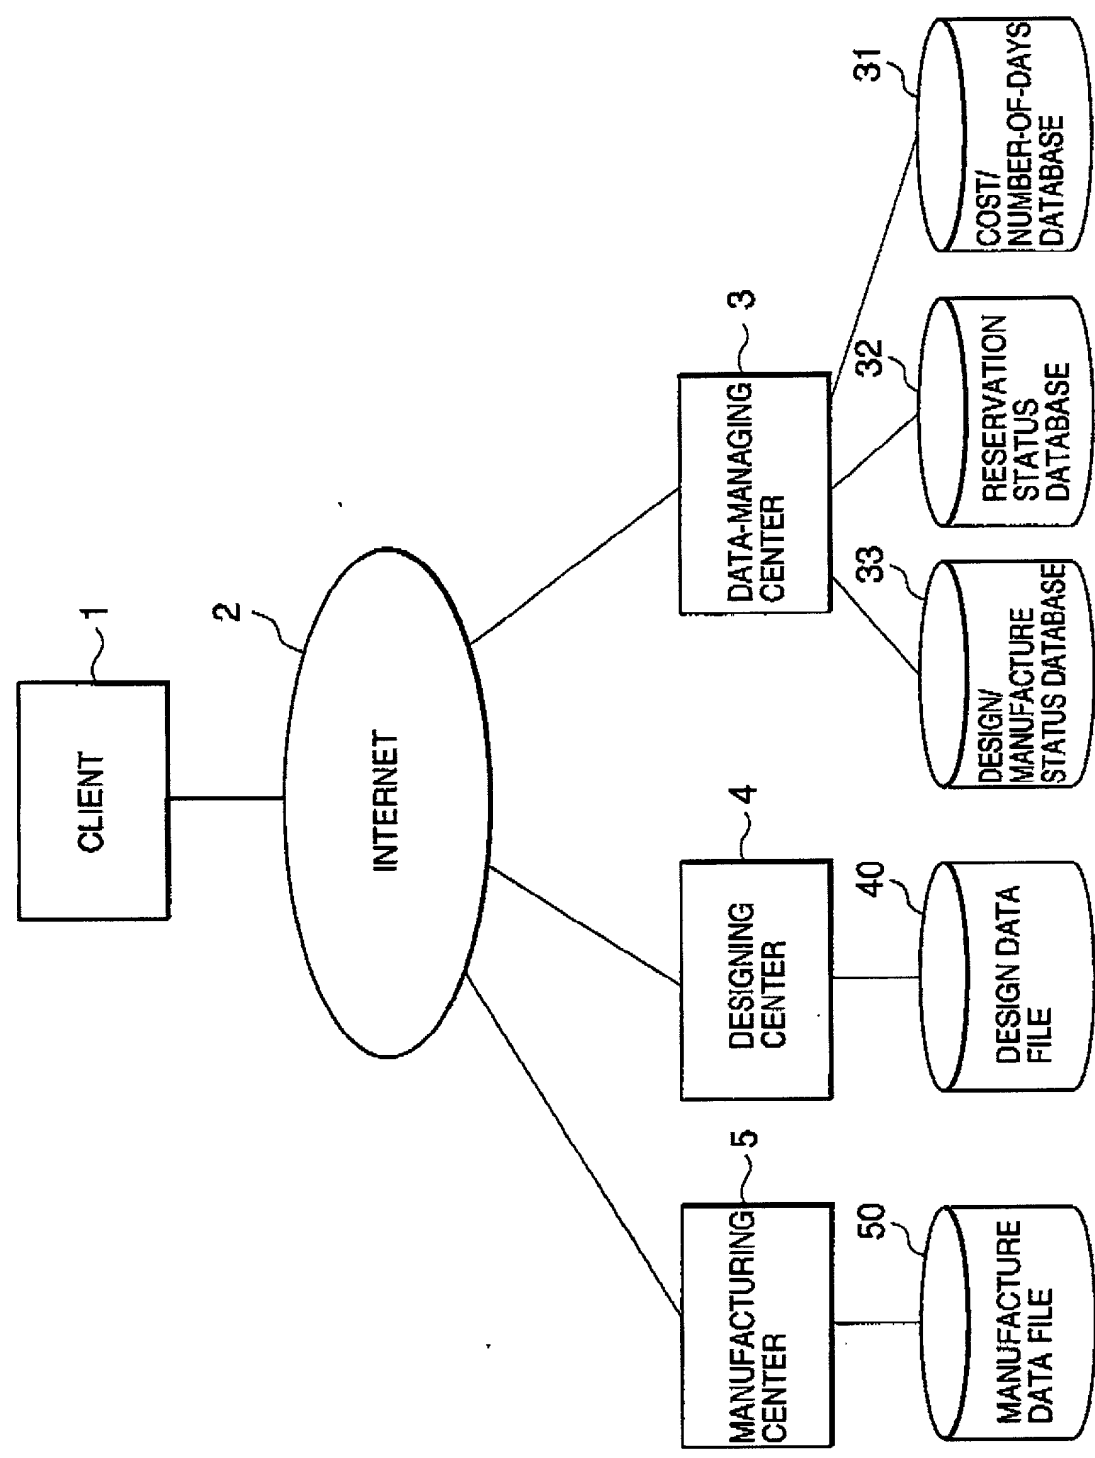 CLIENT
1
INTERNET
2
MANUFACTURING
CENTER
5
DESIGNING
CENTER
4
DATA-MANAGING
CENTER
3
MANUFACTURE
DATA FILE
50
DESIGN DATA
FILE
40
DESIGN/
MANUFACTURE
STATUS DATABASE
33
RESERVATION
STATUS
DATABASE
32
COST/
NUMBER-OF-DAYS
DATABASE
31